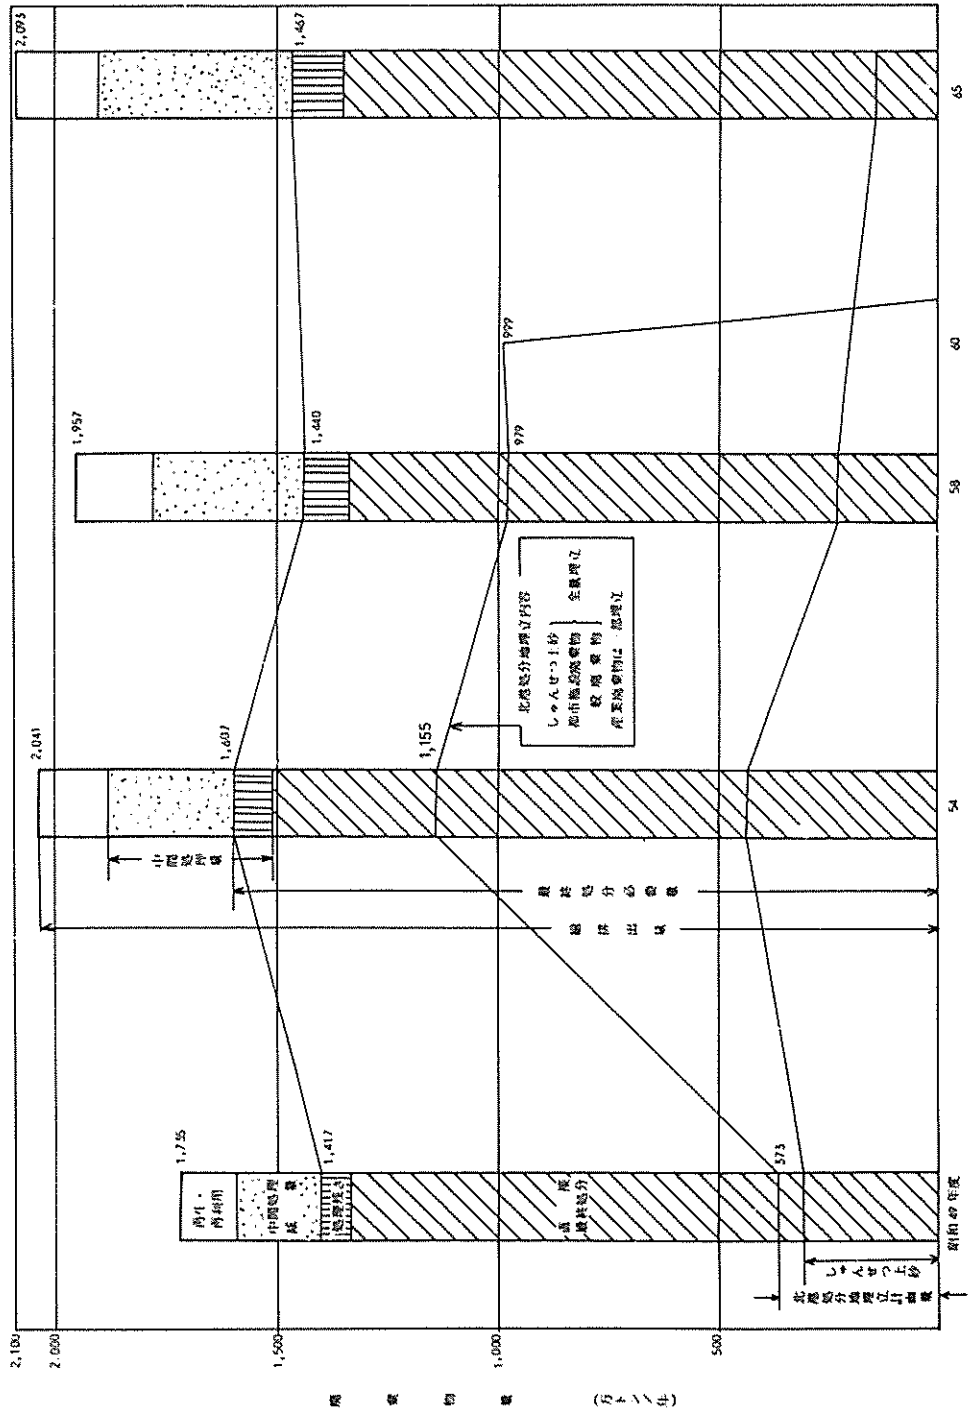 廃棄物量
(万トン/年)
2,100
2,000
1,500
1,000
500
1,735
再生・
再利用
中間処理
減量
1,417
処理残さ
直接
最終処分
373
しゅんせつ土砂
北港処分地埋立計画量
昭和49年度
総排出量
最終処分必要量
中間処理量
2,041
1,607
1,155
54
北港処分地埋立内容
しゅんせつ土砂
都市施設廃棄物
一般廃棄物
全量埋立
産業廃棄物は一部埋立
1,957
1,440
979
58
999
60
2,093
1,467
65